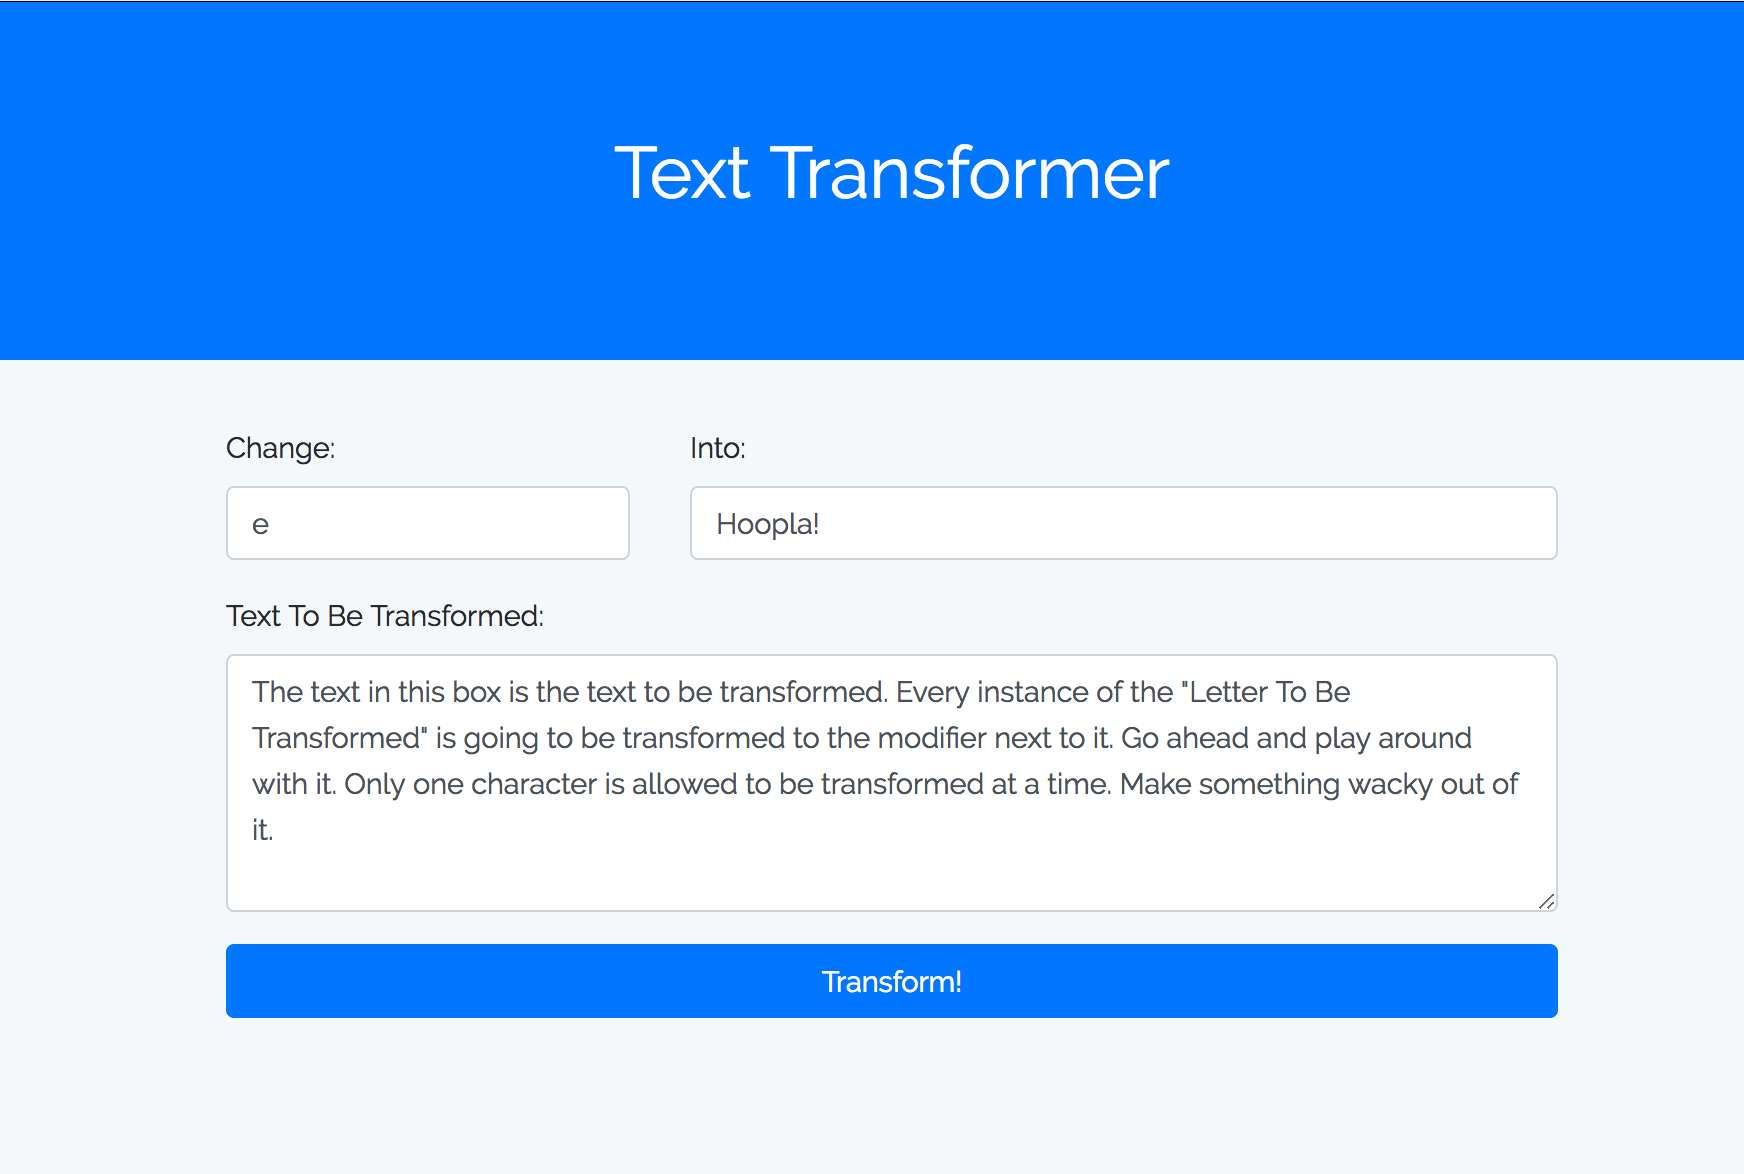 Text Transformer
Change:
Into:
e
Hoopla!
Text To Be Transformed:
The text in this box is the text to be transformed. Every instance of the "Letter To Be
Transformed" is going to be transformed to the modifier next to it. Go ahead and play around
with it. Only one character is allowed to be transformed at a time. Make something wacky out of
it.
Transform!